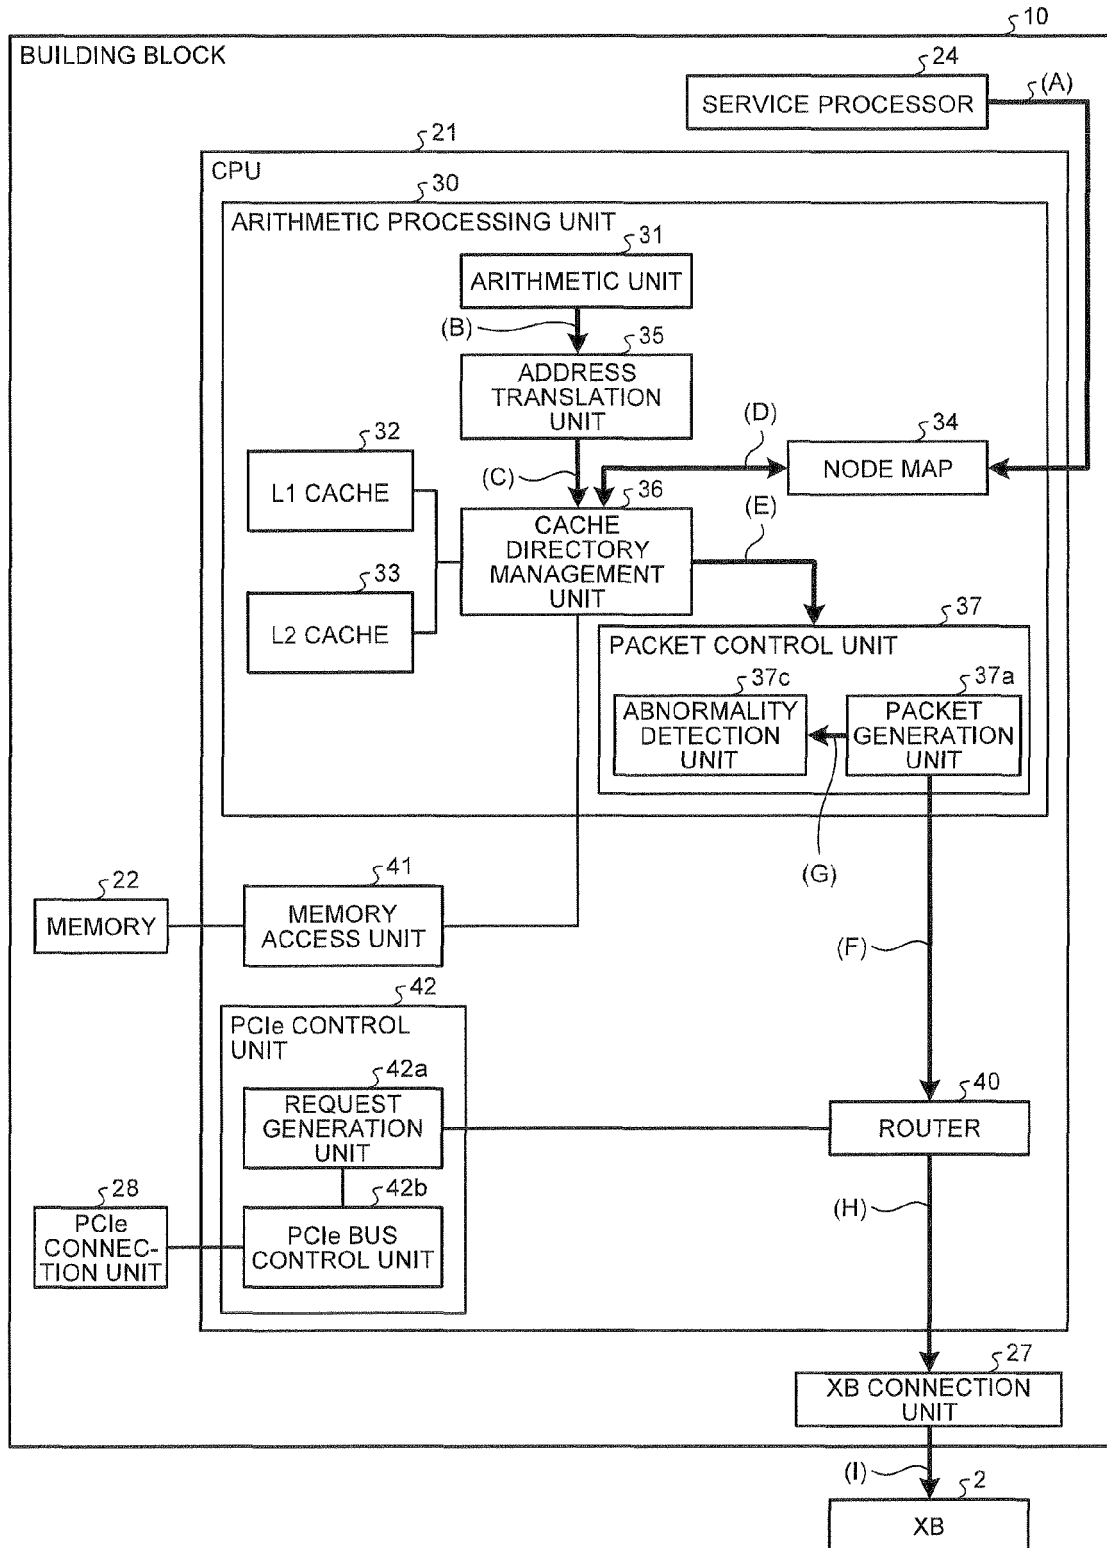 10
BUILDING BLOCK
24
SERVICE PROCESSOR
(A)
21
CPU
30
ARITHMETIC PROCESSING UNIT
31
ARITHMETIC UNIT
(B)
35
ADDRESS
TRANSLATION
UNIT
(D)
34
NODE MAP
32
L1 CACHE
(C)
36
CACHE
DIRECTORY
MANAGEMENT
UNIT
(E)
33
L2 CACHE
37
PACKET CONTROL UNIT
37c
ABNORMALITY
DETECTION
UNIT
37a
PACKET
GENERATION
UNIT
(G)
22
MEMORY
41
MEMORY
ACCESS UNIT
(F)
42
PCIe CONTROL
UNIT
42a
REQUEST
GENERATION
UNIT
40
ROUTER
28
PCIe
CONNEC-
TION UNIT
42b
PCIe BUS
CONTROL UNIT
(H)
27
XB CONNECTION
UNIT
(I)
2
XB